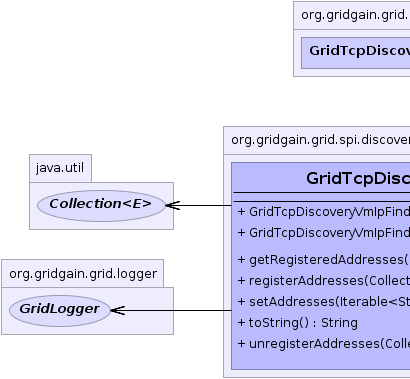 org.gridgain.grid.
GridTcpDiscov
org.gridgain.grid.spi.discover
java.util
GridTcpDisc
Collection<E>
+ GridTcpDiscoveryVmIpFind
+ GridTcpDiscoveryVmIpFind
+ getRegisteredAddresses(
org.gridgain.grid.logger
+ registerAddresses(Collect
+ setAddresses(Iterable<St
GridLogger
+ toString() : String
+ unregisterAddresses(Colle